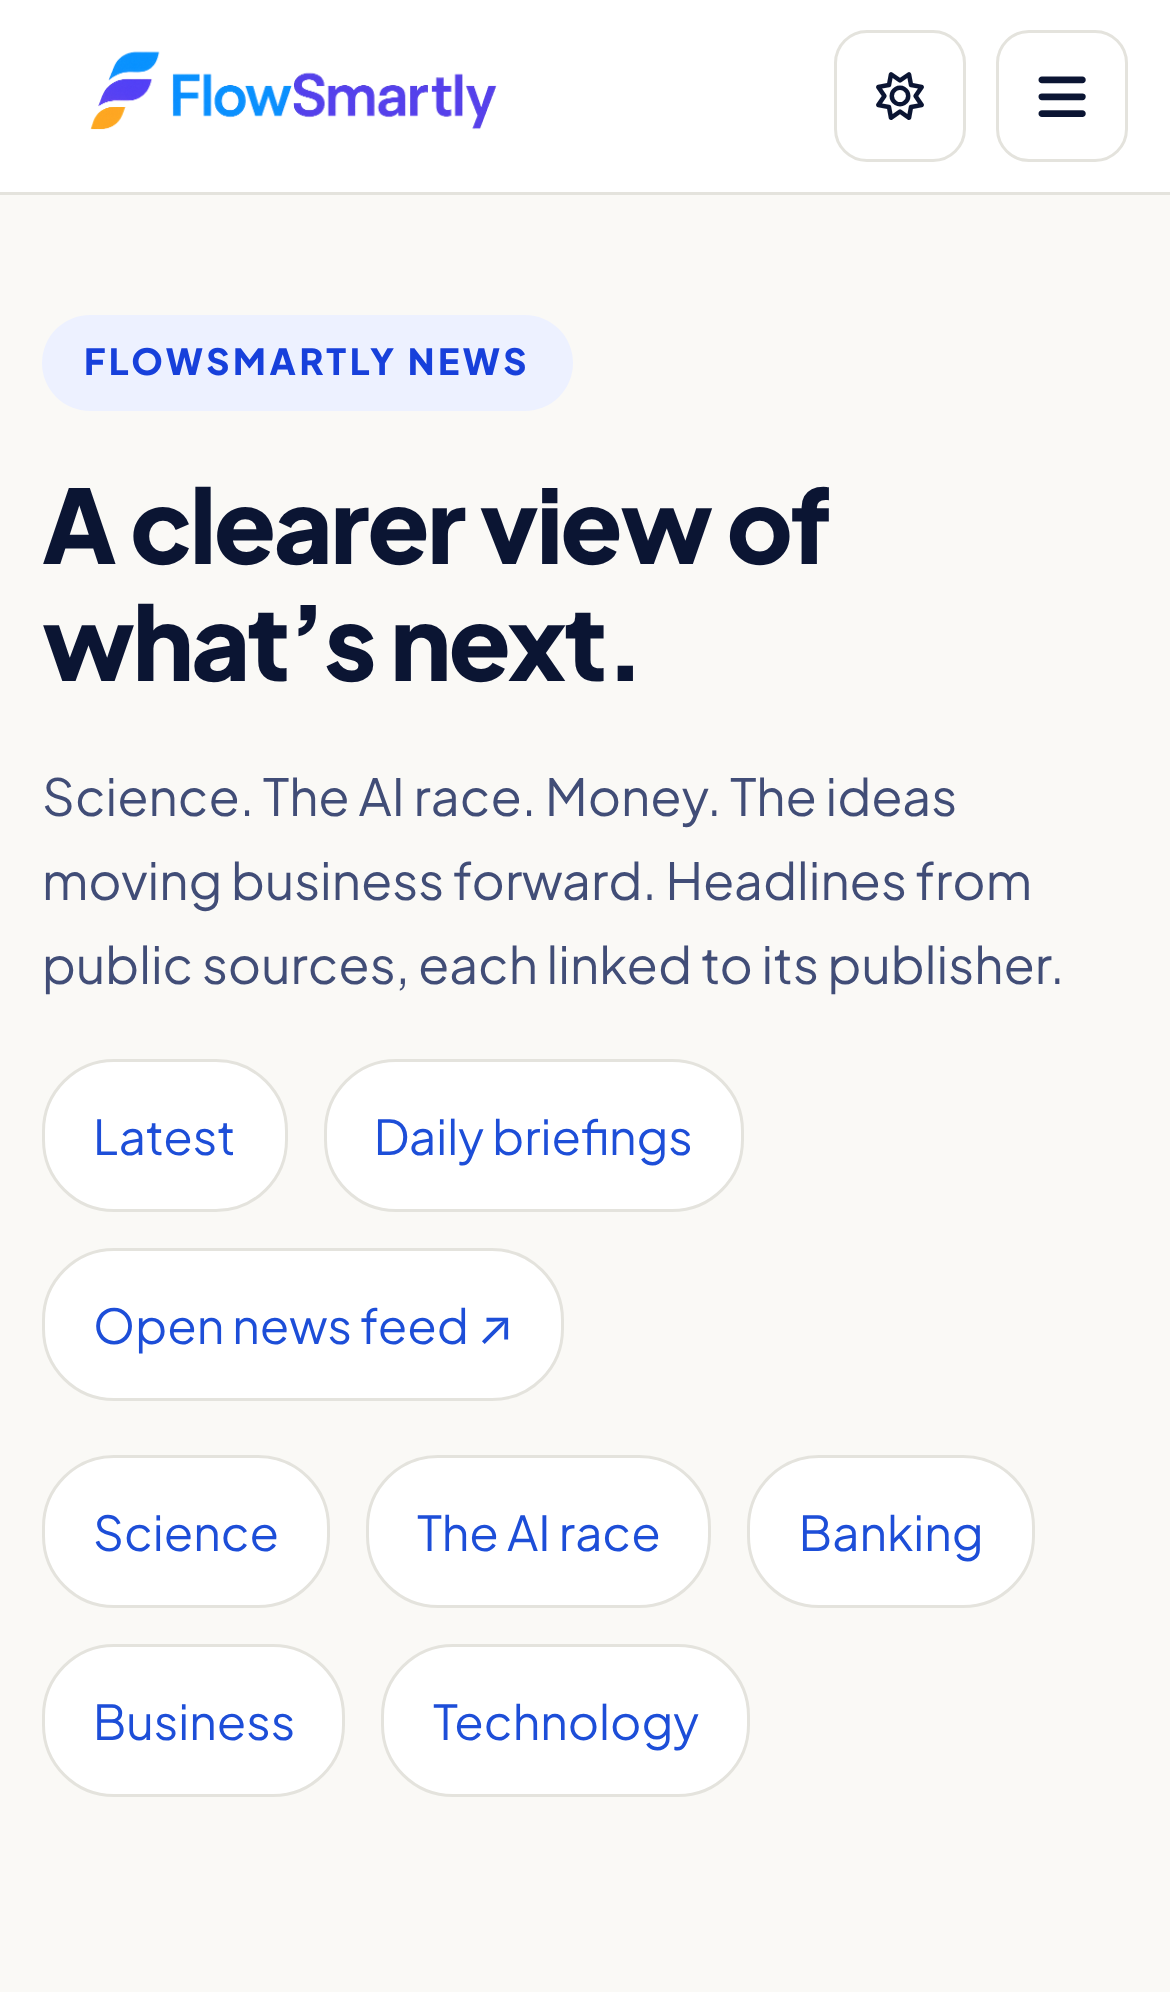 FlowSmartly
FLOWSMARTLY NEWS
A clearer view of
what’s next.
Science. The AI race. Money. The ideas
moving business forward. Headlines from
public sources, each linked to its publisher.
Latest
Daily briefings
Open news feed ↗
Science
The AI race
Banking
Business
Technology